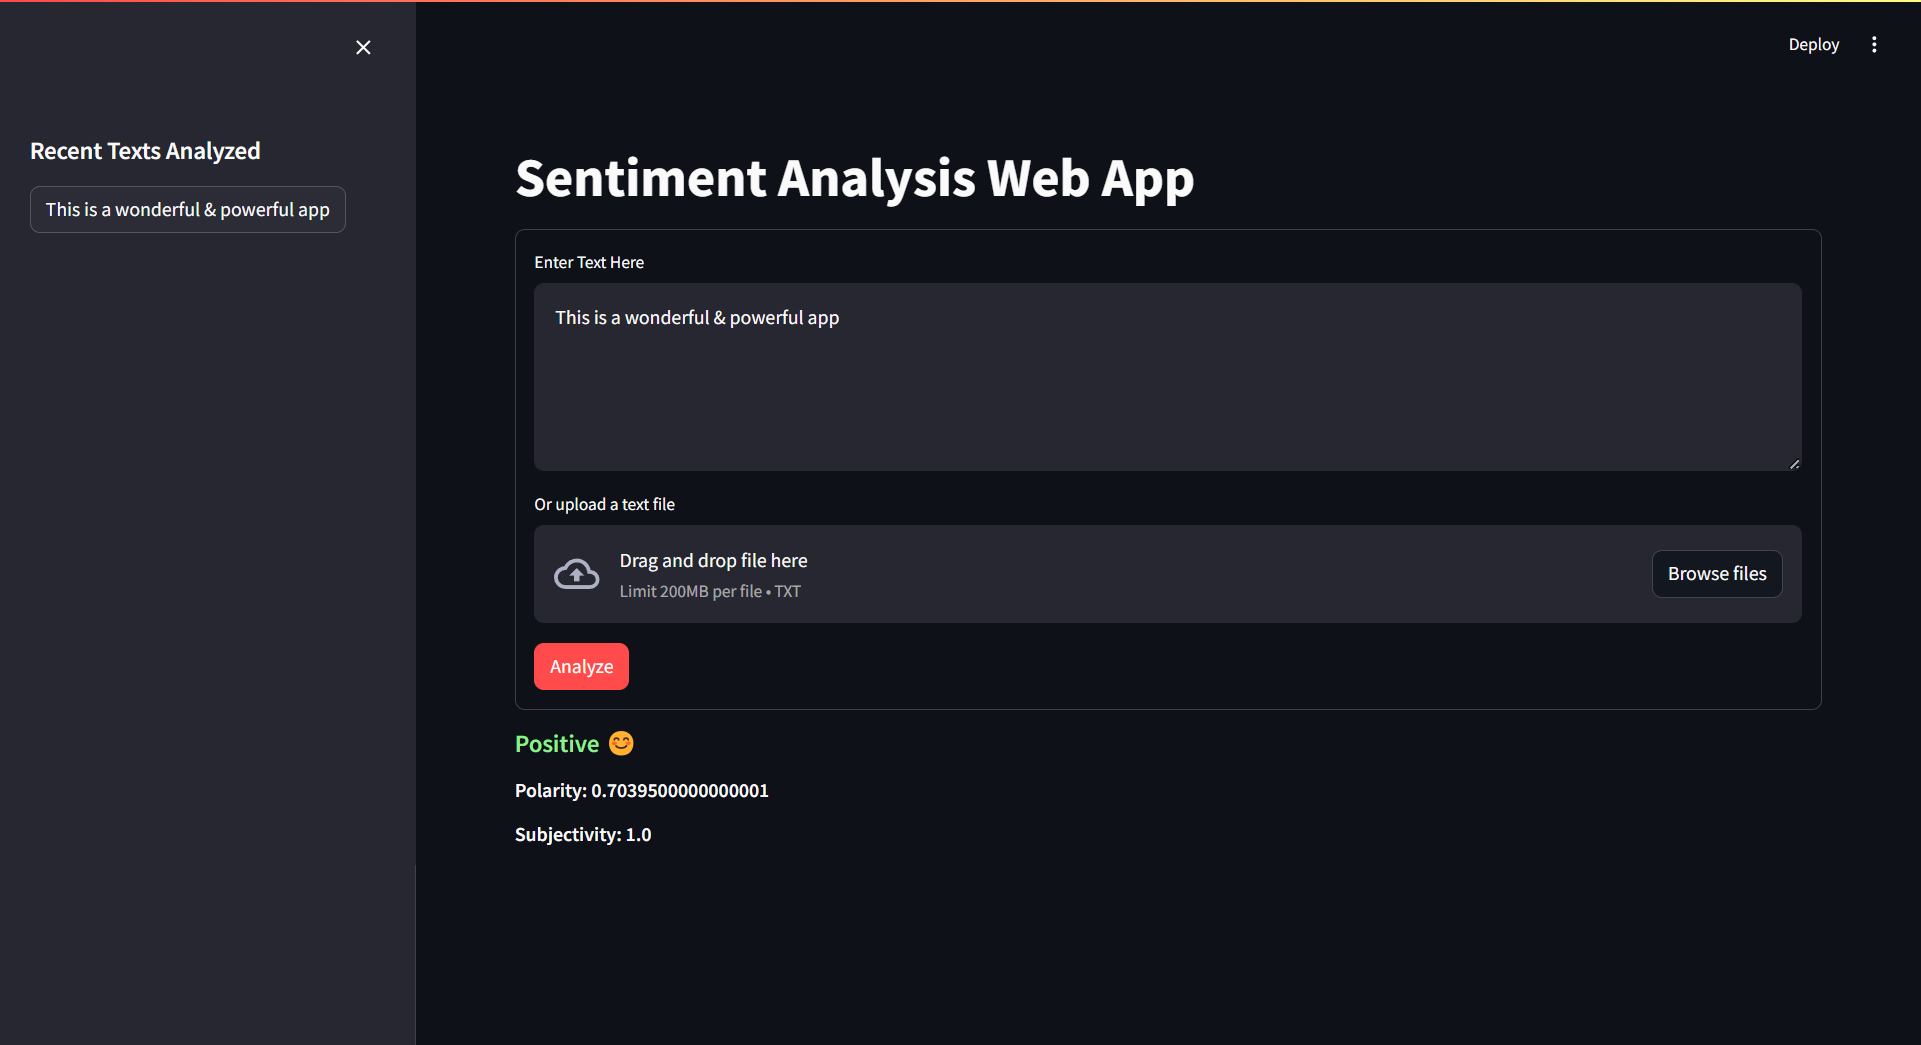 Deploy
Recent Texts Analyzed
This is a wonderful & powerful app
Sentiment Analysis Web App
Enter Text Here
This is a wonderful & powerful app
Or upload a text file
Drag and drop file here
Limit 200MB per file • TXT
Browse files
Analyze
Positive 😊
Polarity: 0.7039500000000001
Subjectivity: 1.0